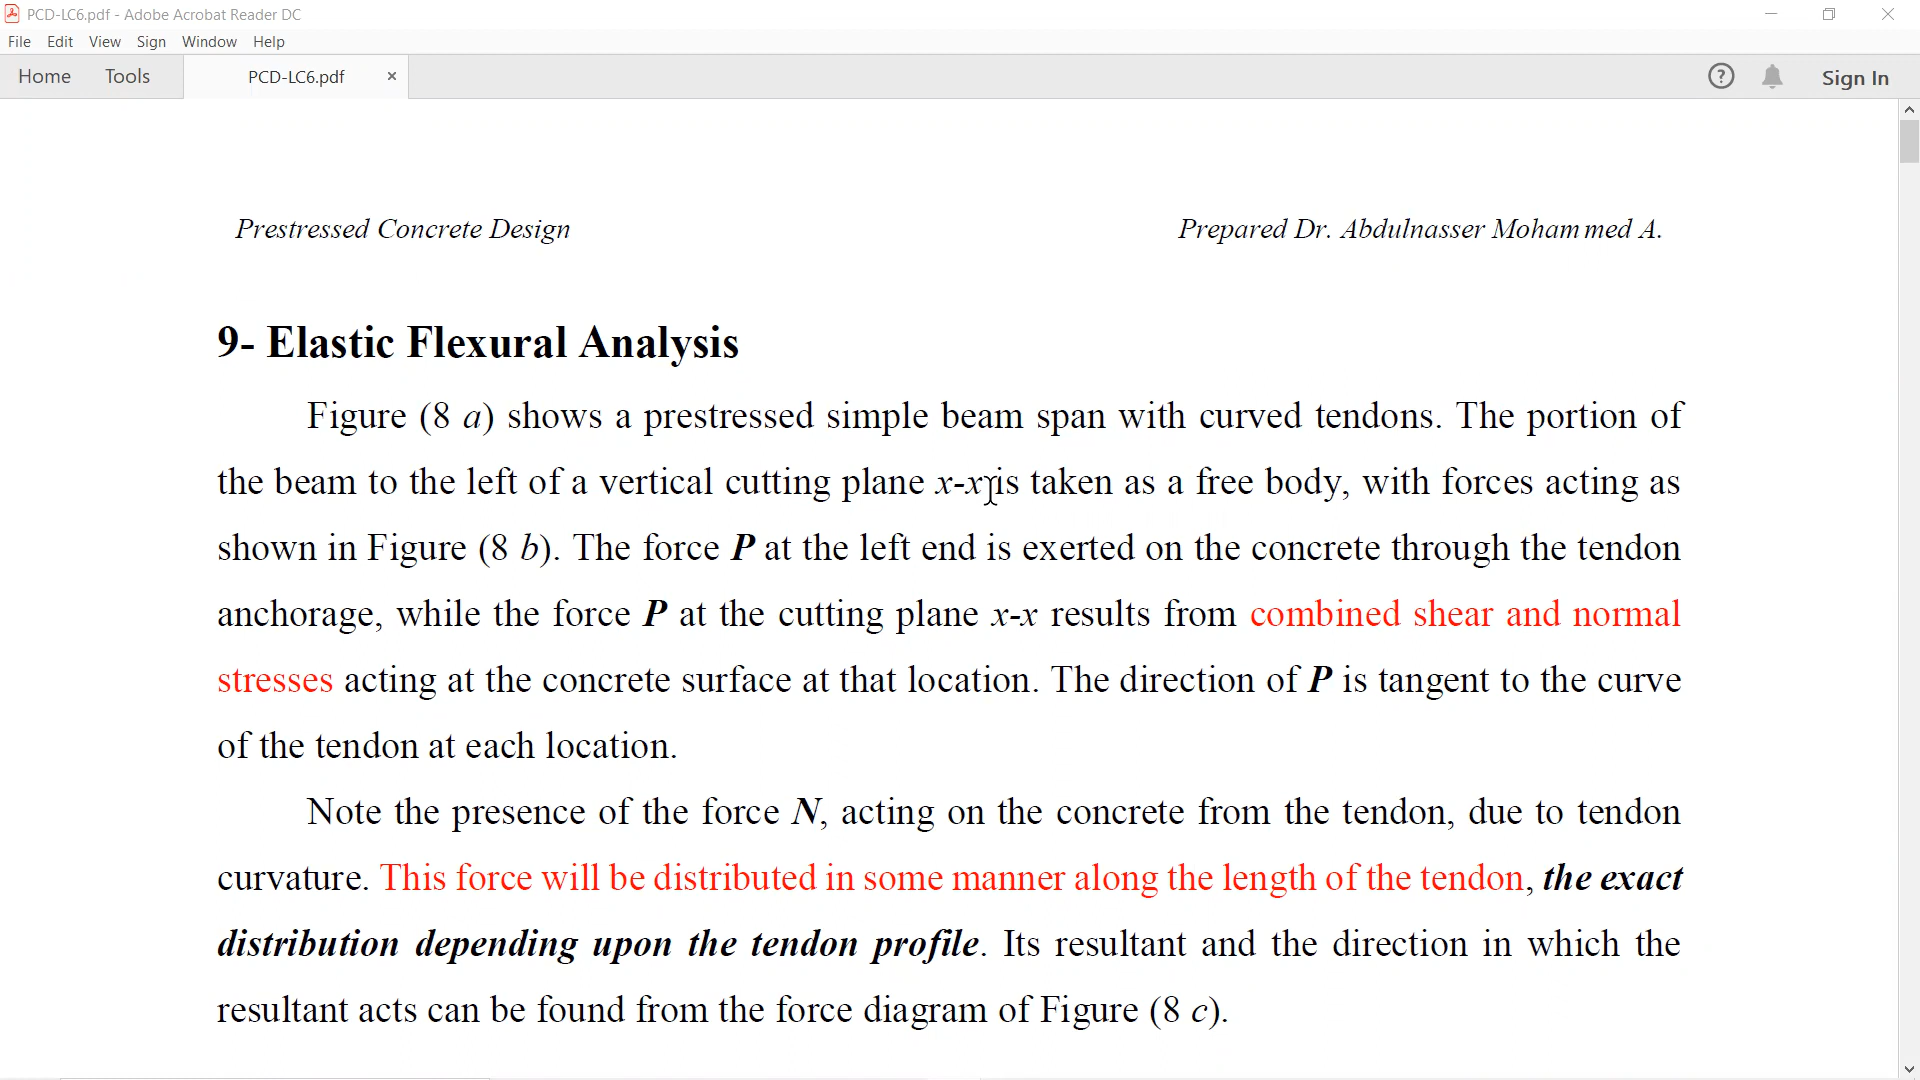 PCD-LC6.pdf - Adobe Acrobat Reader DC
File Edit View Sign Window Help
Home Tools PCD-LC6.pdf × ? Sign In
Prestressed Concrete Design Prepared Dr. Abdulnasser Mohammed A.
9- Elastic Flexural Analysis
Figure (8 a) shows a prestressed simple beam span with curved tendons. The portion of
the beam to the left of a vertical cutting plane x-x is taken as a free body, with forces acting as
shown in Figure (8 b). The force P at the left end is exerted on the concrete through the tendon
anchorage, while the force P at the cutting plane x-x results from combined shear and normal
stresses acting at the concrete surface at that location. The direction of P is tangent to the curve
of the tendon at each location.
Note the presence of the force N, acting on the concrete from the tendon, due to tendon
curvature. This force will be distributed in some manner along the length of the tendon, the exact
distribution depending upon the tendon profile. Its resultant and the direction in which the
resultant acts can be found from the force diagram of Figure (8 c).